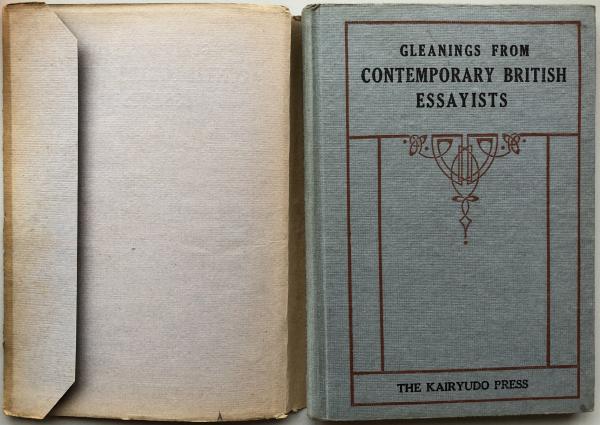 GLEANINGS FROM
CONTEMPORARY BRITISH
ESSAYISTS
THE KAIRYUDO PRESS